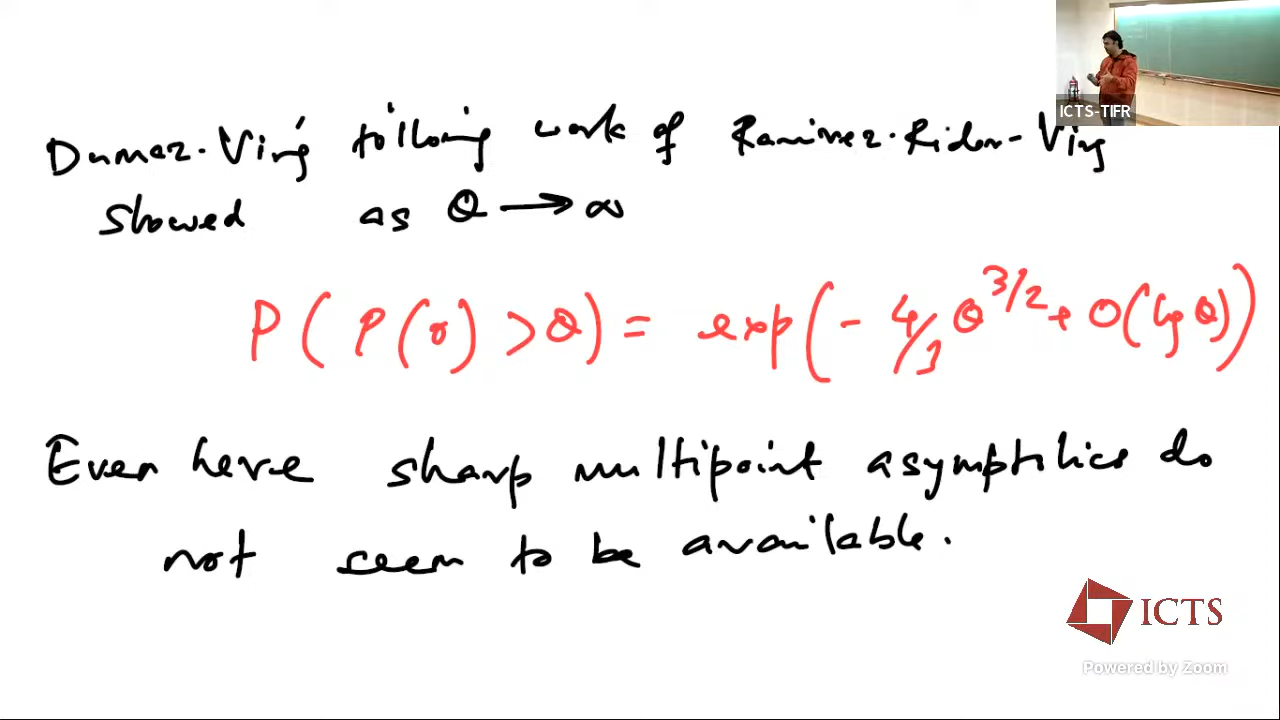 ICTS-TIFR
Dumaz-Virág following work of Ramirez-Rider-Virág
showed as θ → ∞
P( P(0) > θ) = exp( - 4/3 θ^{3/2} + O(log θ))
Even here sharp multipoint asymptotics do
not seem to be available.
ICTS
Powered by Zoom